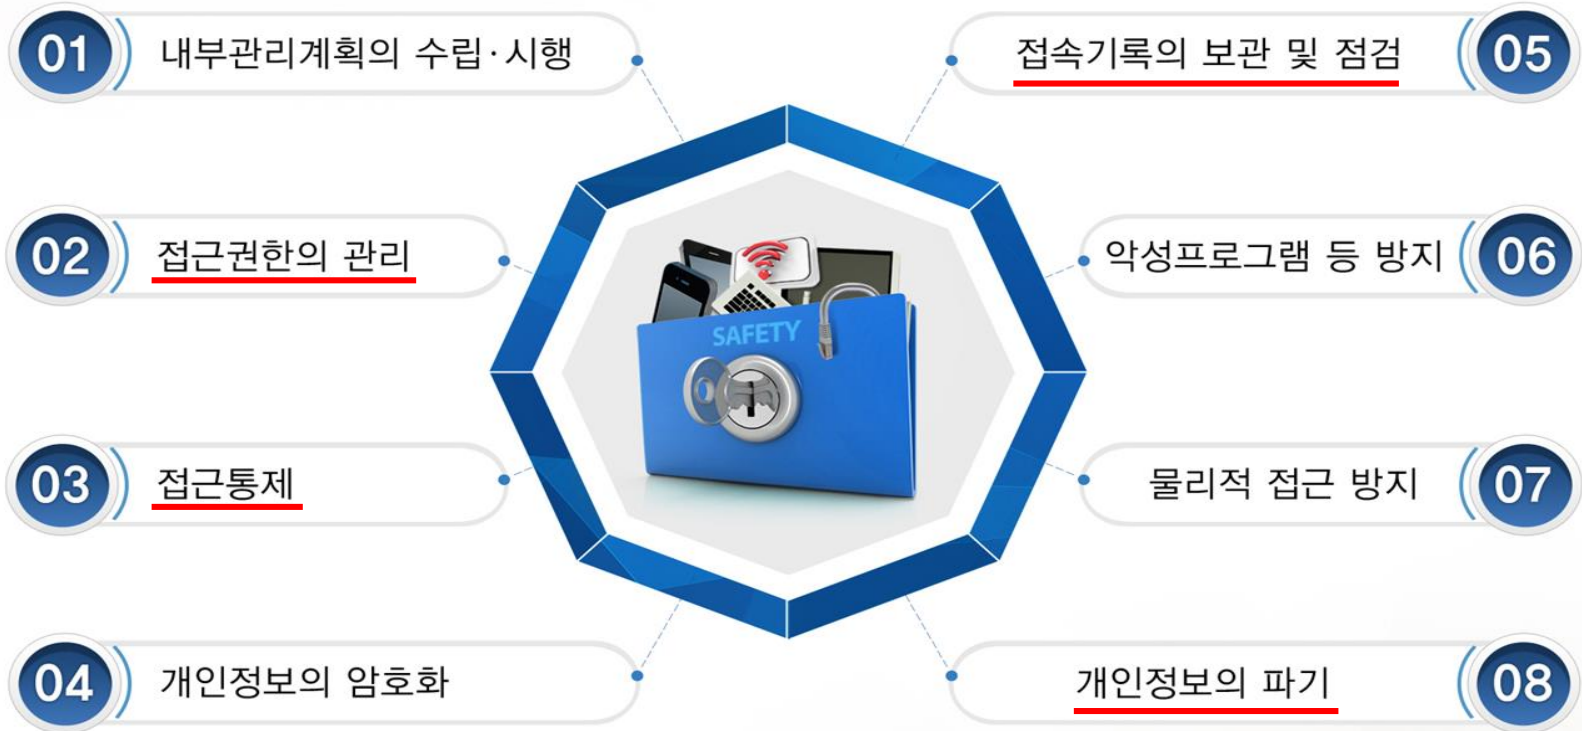 01 내부관리계획의 수립·시행
02 접근권한의 관리
03 접근통제
04 개인정보의 암호화
접속기록의 보관 및 점검 05
악성프로그램 등 방지 06
물리적 접근 방지 07
개인정보의 파기 08
SAFETY